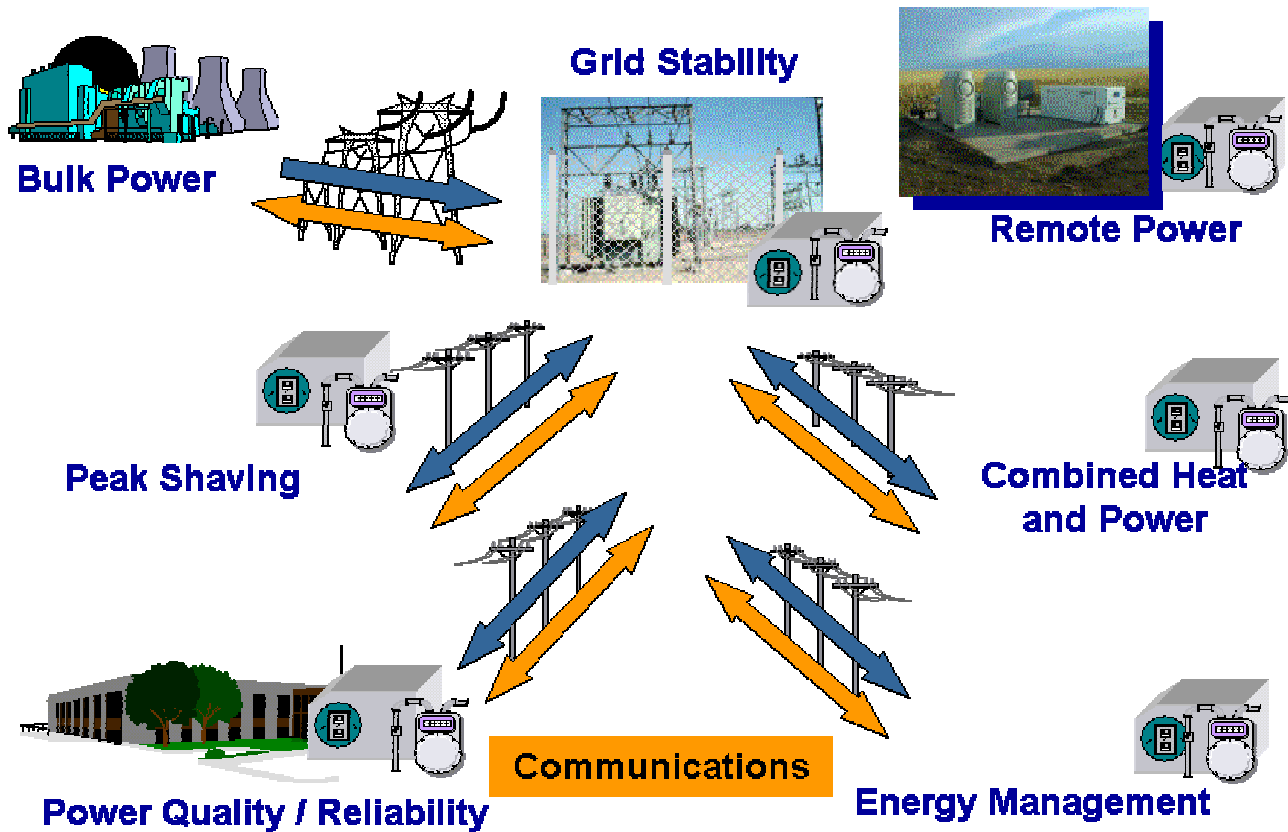 Grid Stability
Bulk Power
Remote Power
Peak Shaving
Combined Heat
and Power
Communications
Power Quality / Reliability
Energy Management